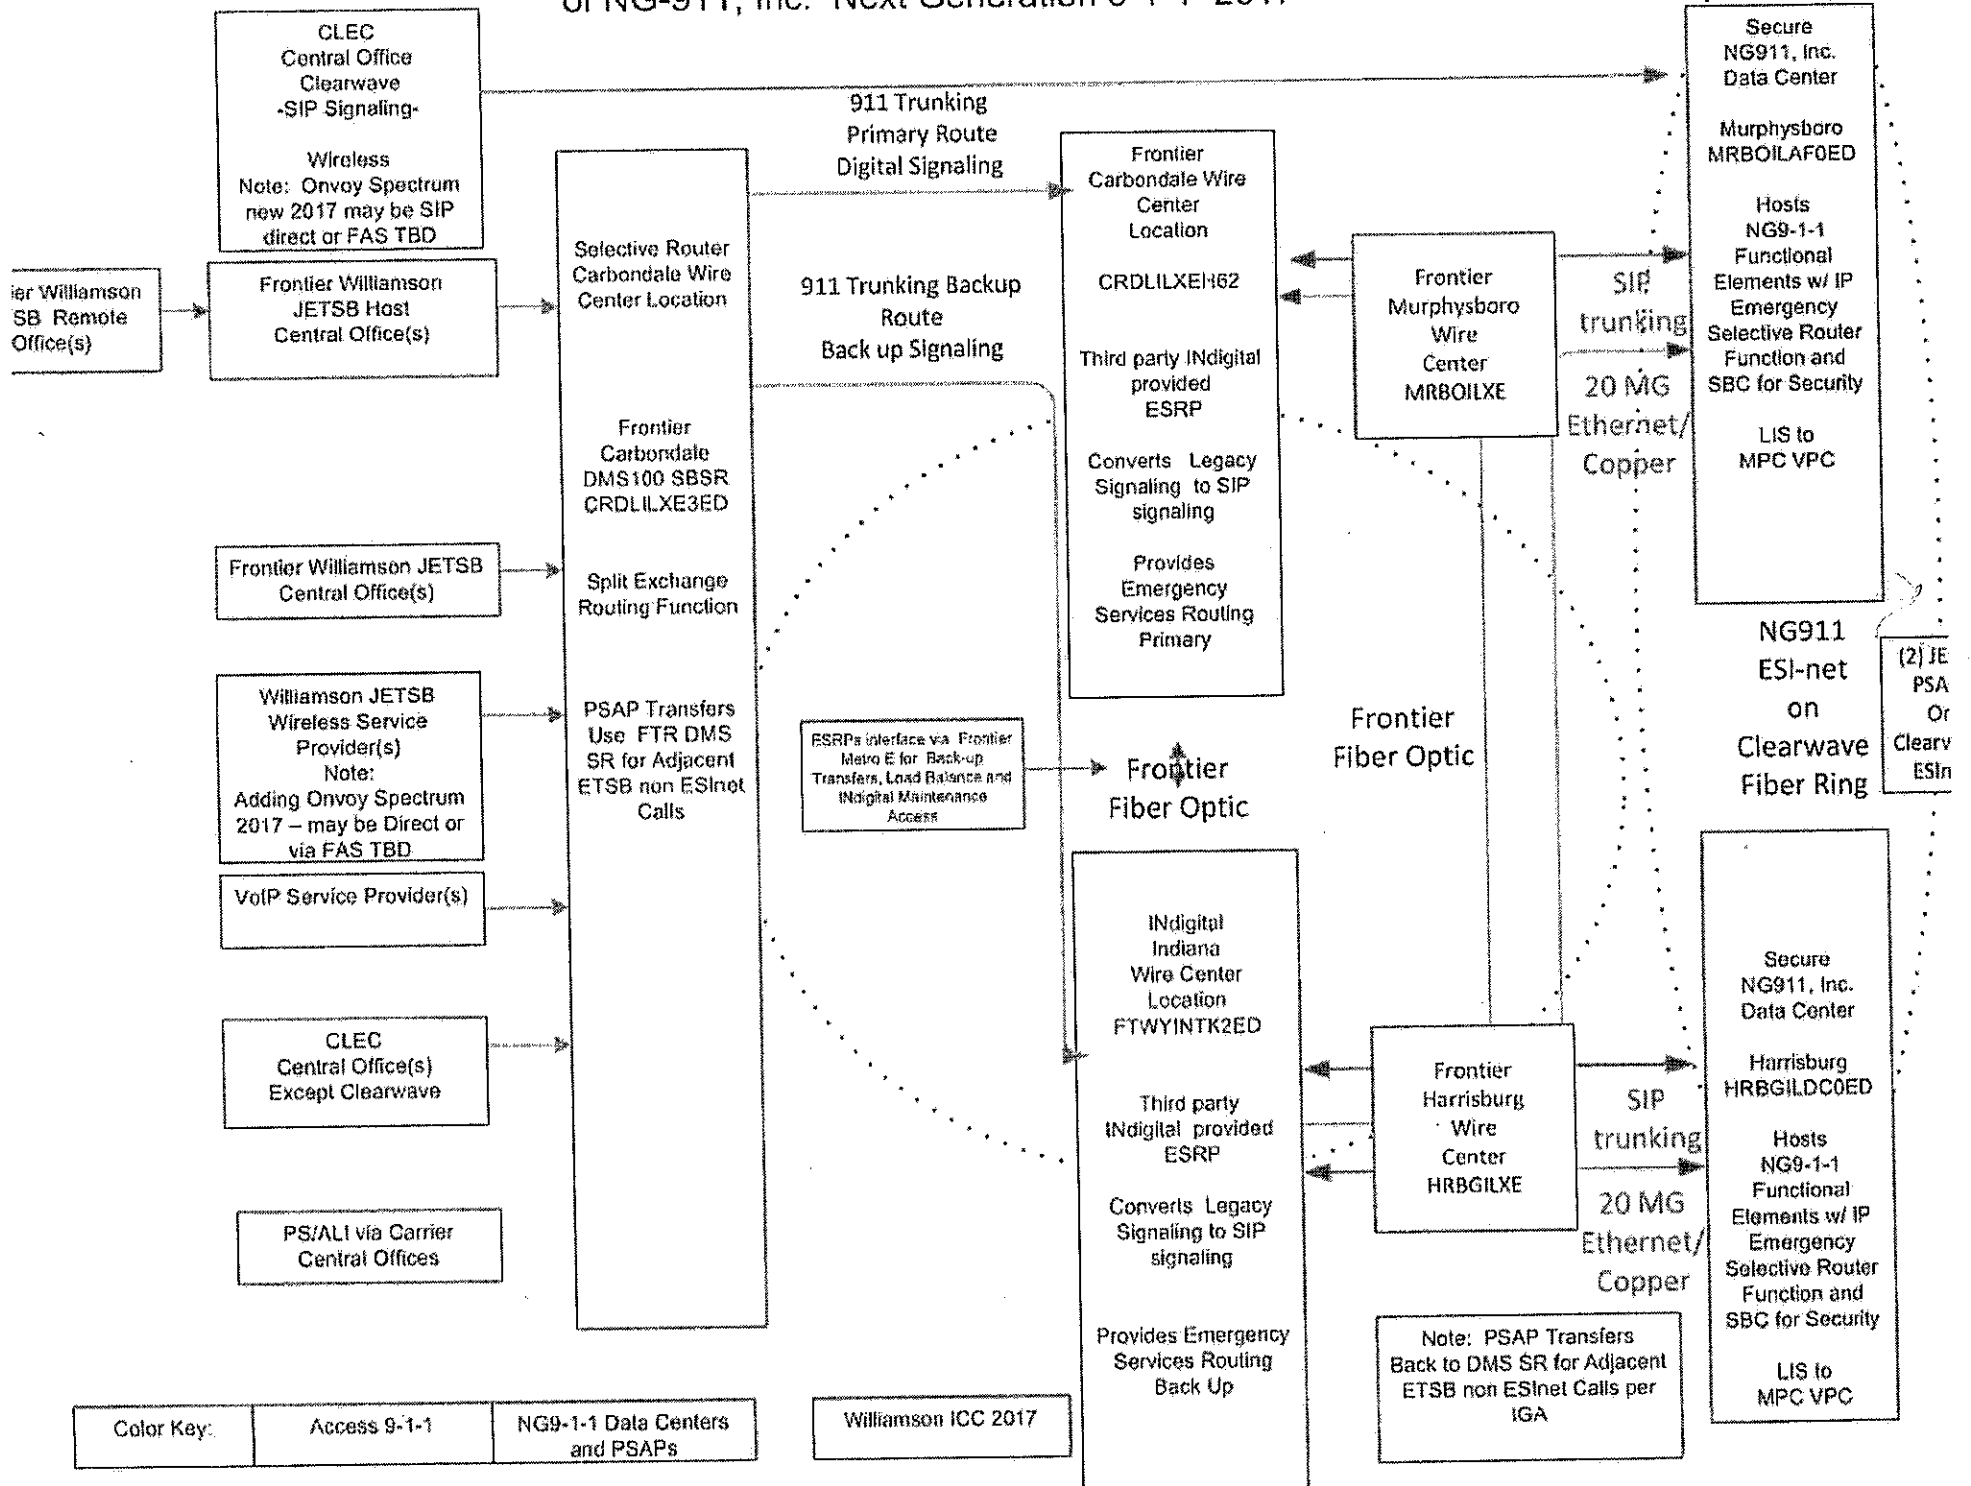 CLEC
Central Office
Clearwave
-SIP Signaling-
Wireless
Note: Onvoy Spectrum
new 2017 may be SIP
direct or FAS TBD
ier Williamson
SB Remote
Office(s)
Frontier Williamson
JETSB Host
Central Office(s)
Frontier Williamson JETSB
Central Office(s)
Williamson JETSB
Wireless Service
Provider(s)
Note:
Adding Onvoy Spectrum
2017 – may be Direct or
via FAS TBD
VoIP Service Provider(s)
CLEC
Central Office(s)
Except Clearwave
PS/ALI via Carrier
Central Offices
Selective Router
Carbondale Wire
Center Location
Frontier
Carbondale
DMS100 SBSR
CRDLILXE3ED
Split Exchange
Routing Function
PSAP Transfers
Use FTR DMS
SR for Adjacent
ETSB non ESInet
Calls
911 Trunking
Primary Route
Digital Signaling
911 Trunking Backup
Route
Back up Signaling
ESRPs interface via Frontier
Metro E for Back-up
Transfers, Load Balance and
INdigital Maintenance
Access
Frontier
Carbondale Wire
Center
Location
CRDLILXEH62
Third party INdigital
provided
ESRP
Converts Legacy
Signaling to SIP
signaling
Provides
Emergency
Services Routing
Primary
Frontier
Fiber Optic
INdigital
Indiana
Wire Center
Location
FTWYINTK2ED
Third party
INdigital provided
ESRP
Converts Legacy
Signaling to SIP
signaling
Provides Emergency
Services Routing
Back Up
Frontier
Murphysboro
Wire
Center
MRBOILXE
Frontier
Fiber Optic
Frontier
Harrisburg
Wire
Center
HRBGILXE
SIP
trunking
20 MG
Ethernet/
Copper
SIP
trunking
20 MG
Ethernet/
Copper
Secure
NG911, Inc.
Data Center
Murphysboro
MRBOILAF0ED
Hosts
NG9-1-1
Functional
Elements w/ IP
Emergency
Selective Router
Function and
SBC for Security
LIS to
MPC VPC
NG911
ESI-net
on
Clearwave
Fiber Ring
(2) JE
PSA
Or
Clearv
ESIn
Secure
NG911, Inc.
Data Center
Harrisburg
HRBGILDC0ED
Hosts
NG9-1-1
Functional
Elements w/ IP
Emergency
Selective Router
Function and
SBC for Security
LIS to
MPC VPC
Note: PSAP Transfers
Back to DMS SR for Adjacent
ETSB non ESInet Calls per
IGA
Color Key:
Access 9-1-1
NG9-1-1 Data Centers
and PSAPs
Williamson ICC 2017